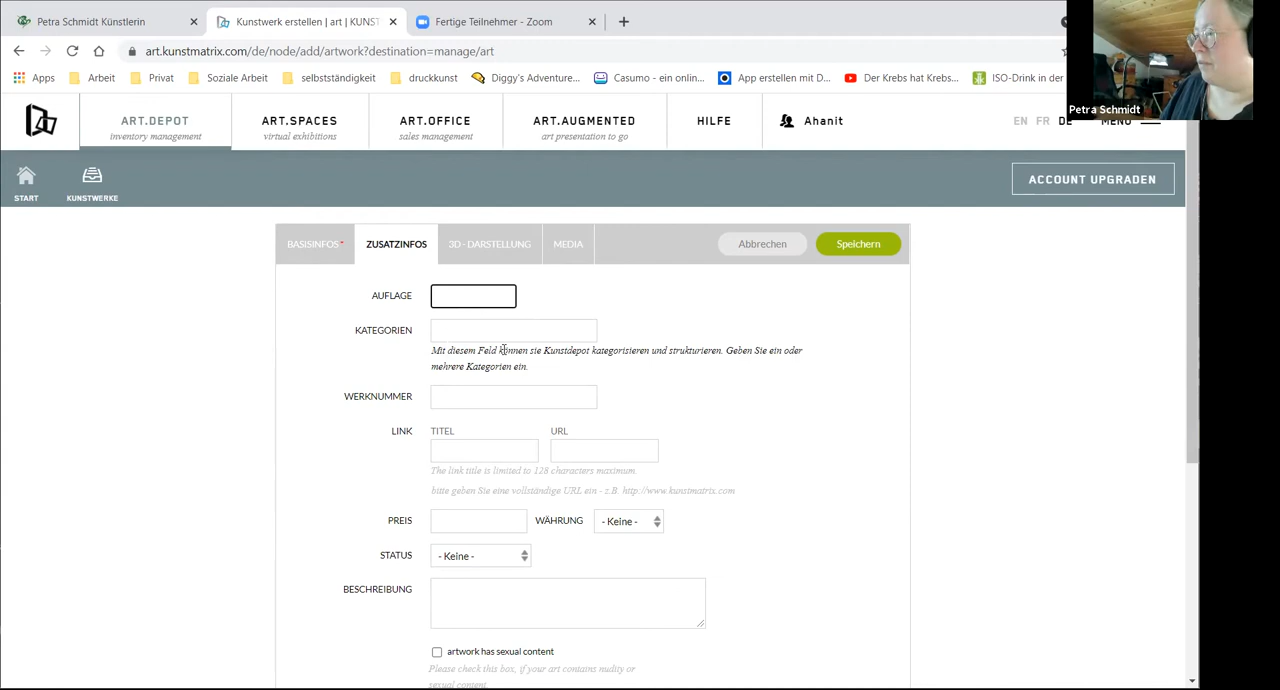 Petra Schmidt Künstlerin
Kunstwerk erstellen | art | KUNST
Fertige Teilnehmer - Zoom
art.kunstmatrix.com/de/node/add/artwork?destination=manage/art
Apps Arbeit Privat Soziale Arbeit selbstständigkeit druckkunst Diggy's Adventure... Casumo - ein onlin... App erstellen mit D... Der Krebs hat Krebs... ISO-Drink in der
Petra Schmidt
ART.DEPOT ART.SPACES ART.OFFICE ART.AUGMENTED HILFE Ahanit EN FR DE MENÜ
inventory management virtual exhibitions sales management art presentation to go
START KUNSTWERKE ACCOUNT UPGRADEN
BASISINFOS* ZUSATZINFOS 3D - DARSTELLUNG MEDIA Abbrechen Speichern
AUFLAGE
KATEGORIEN
Mit diesem Feld können sie Kunstdepot kategorisieren und strukturieren. Geben Sie ein oder
mehrere Kategorien ein.
WERKNUMMER
LINK TITEL URL
The link title is limited to 128 characters maximum.
bitte geben Sie eine vollständige URL ein - z.B. http://www.kunstmatrix.com
PREIS WÄHRUNG - Keine -
STATUS - Keine -
BESCHREIBUNG
artwork has sexual content
Please check this box, if your art contains nudity or
sexual content.